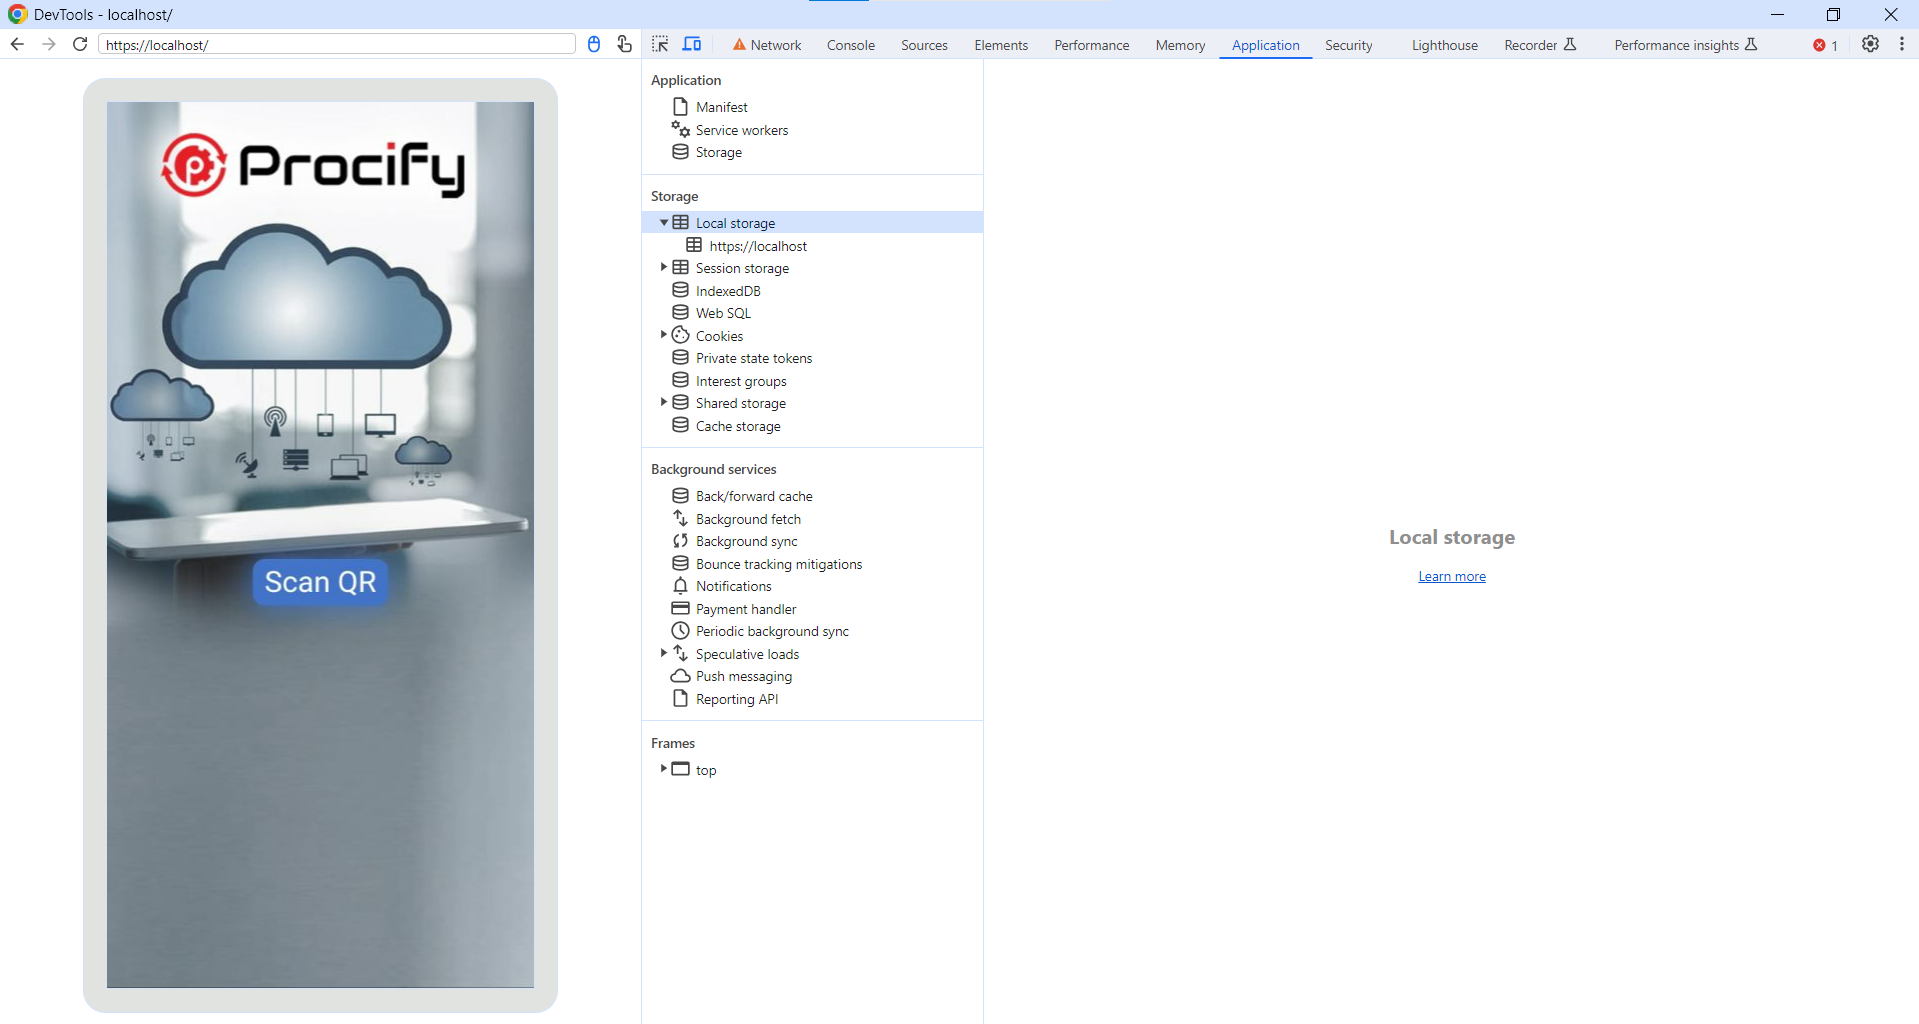 DevTools - localhost/
https://localhost/
Network Console Sources Elements Performance Memory Application Security Lighthouse Recorder Performance insights 1
Procify
Scan QR
Application
Manifest
Service workers
Storage
Storage
Local storage
https://localhost
Session storage
IndexedDB
Web SQL
Cookies
Private state tokens
Interest groups
Shared storage
Cache storage
Background services
Back/forward cache
Background fetch
Background sync
Bounce tracking mitigations
Notifications
Payment handler
Periodic background sync
Speculative loads
Push messaging
Reporting API
Frames
top
Local storage
Learn more